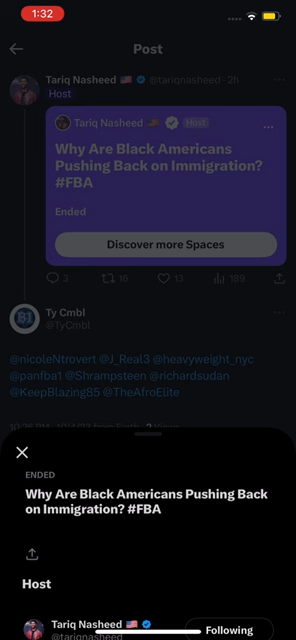 1:32
Post
Tariq Nasheed @tariqnasheed · 2h
Host
Tariq Nasheed Host
Why Are Black Americans
Pushing Back on Immigration?
#FBA
Ended
Discover more Spaces
3 16 13 189
Ty Cmbl
@TyCmbl
@nicoleNtrovert @J_Real3 @heavyweight_nyc
@panfba1 @Shrampsteen @richardsudan
@KeepBlazing85 @TheAfroElite
ENDED
Why Are Black Americans Pushing Back
on Immigration? #FBA
Host
Tariq Nasheed
@tariqnasheed
Following